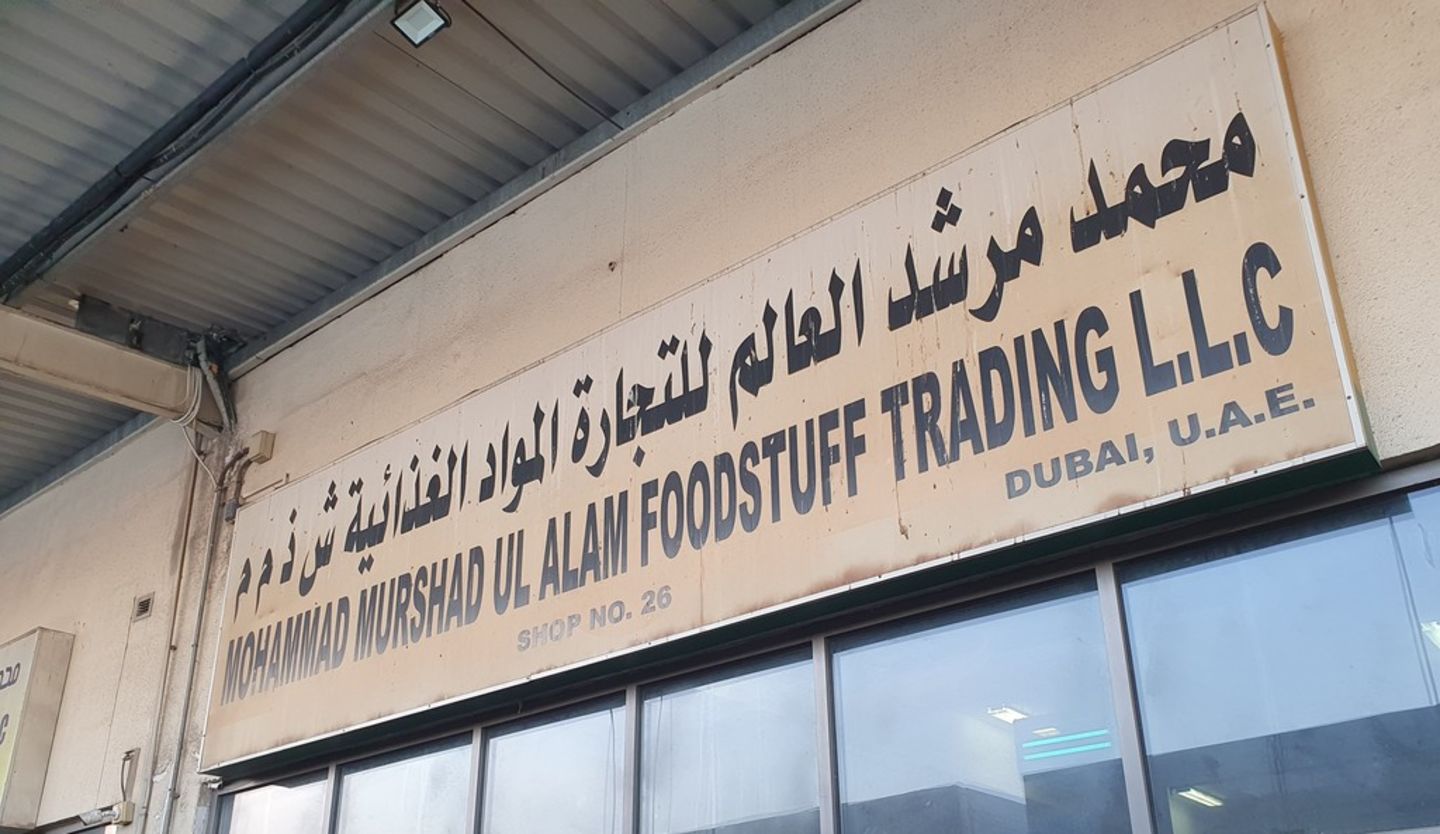 محمد مرشد العالم للتجارة المواد الغذائية ش ذ م م
MOHAMMAD MURSHAD UL ALAM FOODSTUFF TRADING L.L.C
SHOP NO. 26
DUBAI, U.A.E.